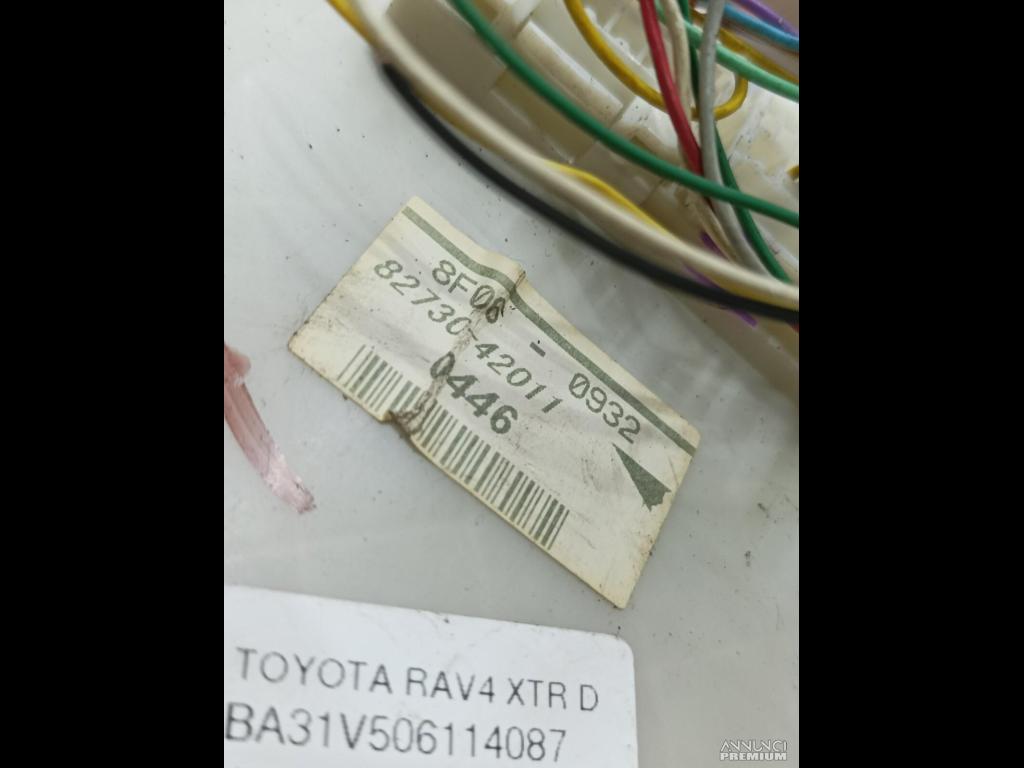 8F06 - 0932
82730-42011
0446
TOYOTA RAV4 XTR D
BA31V506114087
ANNUNCI
PREMIUM